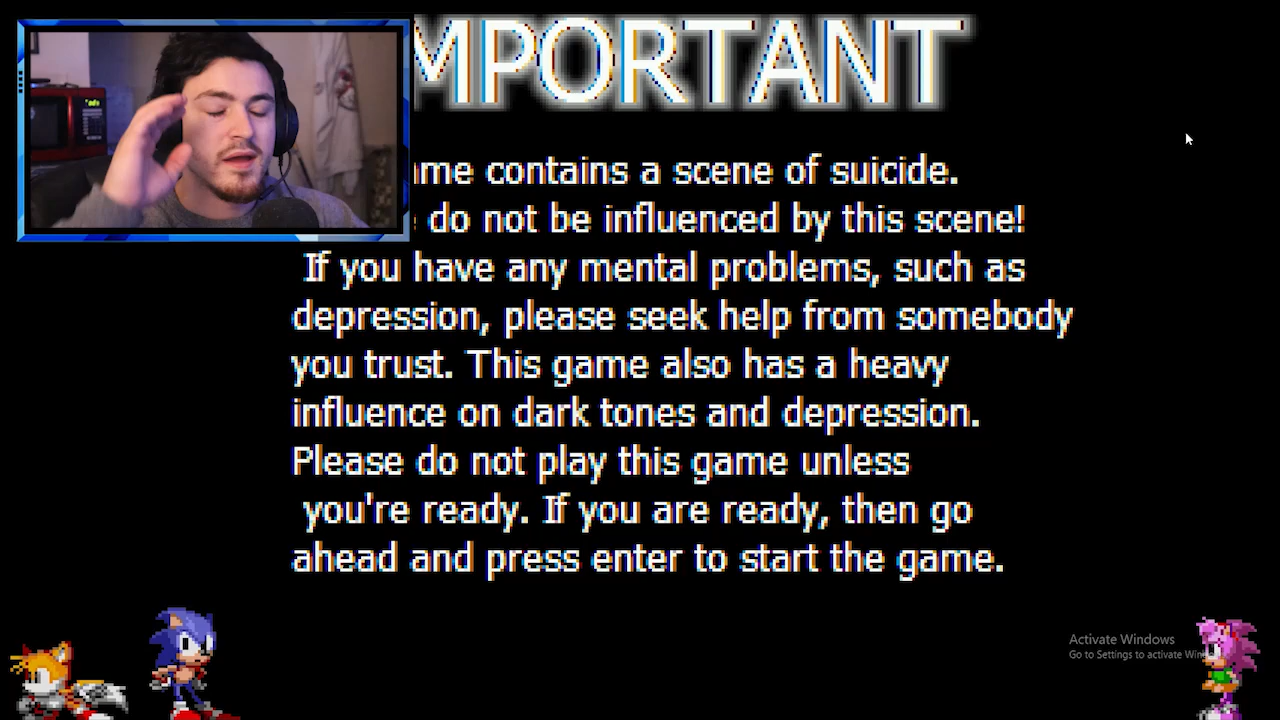 MPORTANT
me contains a scene of suicide.
do not be influenced by this scene!
If you have any mental problems, such as
depression, please seek help from somebody
you trust. This game also has a heavy
influence on dark tones and depression.
Please do not play this game unless
you're ready. If you are ready, then go
ahead and press enter to start the game.
Activate Windows
Go to Settings to activate